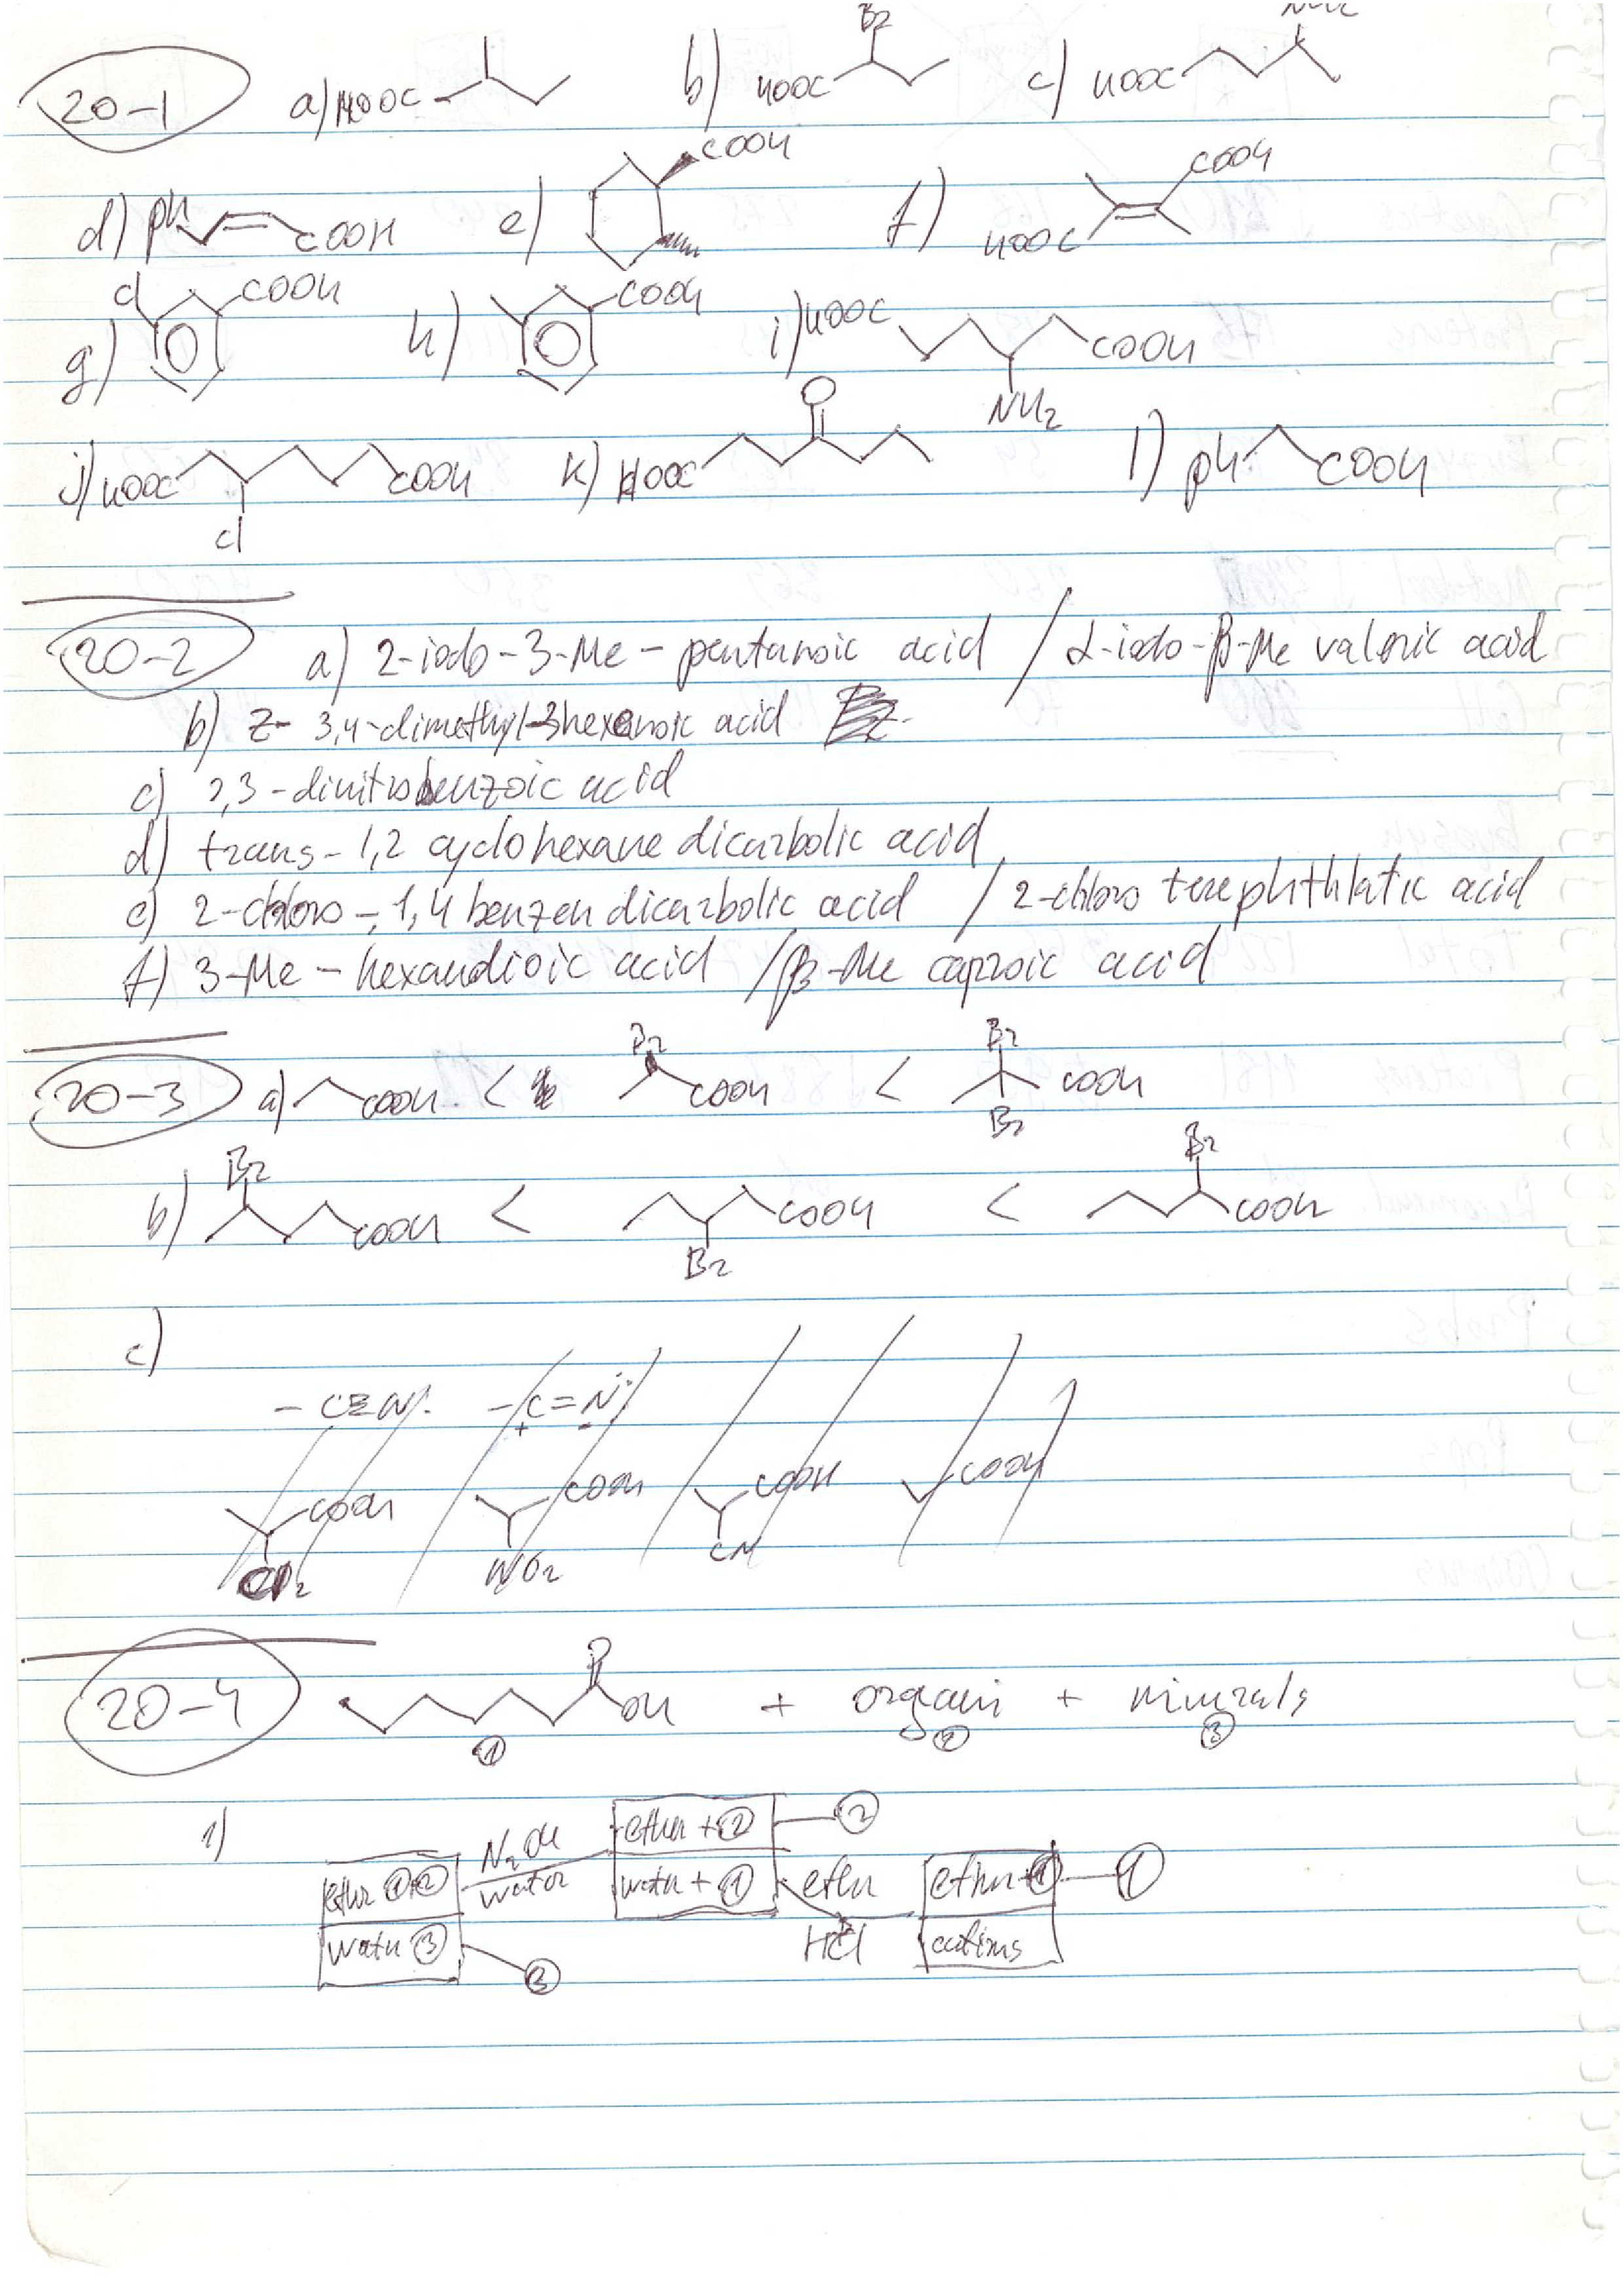 20-1 a) HOOC b) HOOC Br c) HOOC
d) ph COOH e) COOH f) HOOC COOH
g) Cl COOH h) COOH i) HOOC COOH NH2
j) HOOC Cl COOH k) HOOC O l) ph COOH
20-2 a) 2-iodo-3-Me-pentanoic acid / α-iodo-β-Me valeric acid
b) Z- 3,4-dimethyl-3hexenoic acid
c) 2,3-dinitrobenzoic acid
d) trans-1,2 cyclohexane dicarbolic acid
e) 2-chloro-1,4 benzen dicarbolic acid / 2-chloro terephthlatic acid
f) 3-Me-hexandioic acid / β-Me caproic acid
20-3 a) COOH < Br COOH < Br Br COOH
b) Br COOH < Br COOH < Br COOH
c)
-C≡N: -C=N:
+ -
COOH COOH COOH COOH
NO2 CN
20-4 O OH + organi + minerals
① ② ③
1) ether ①+② NaOH water ether + ② ②
water + ① ether HCl ether + ① ①
water ③ ③